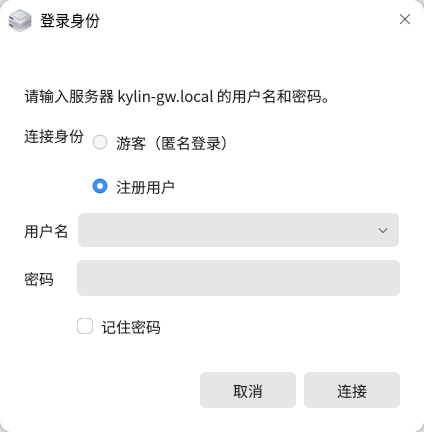 登录身份
请输入服务器 kylin-gw.local 的用户名和密码。
连接身份
游客（匿名登录）
注册用户
用户名
密码
记住密码
取消 连接